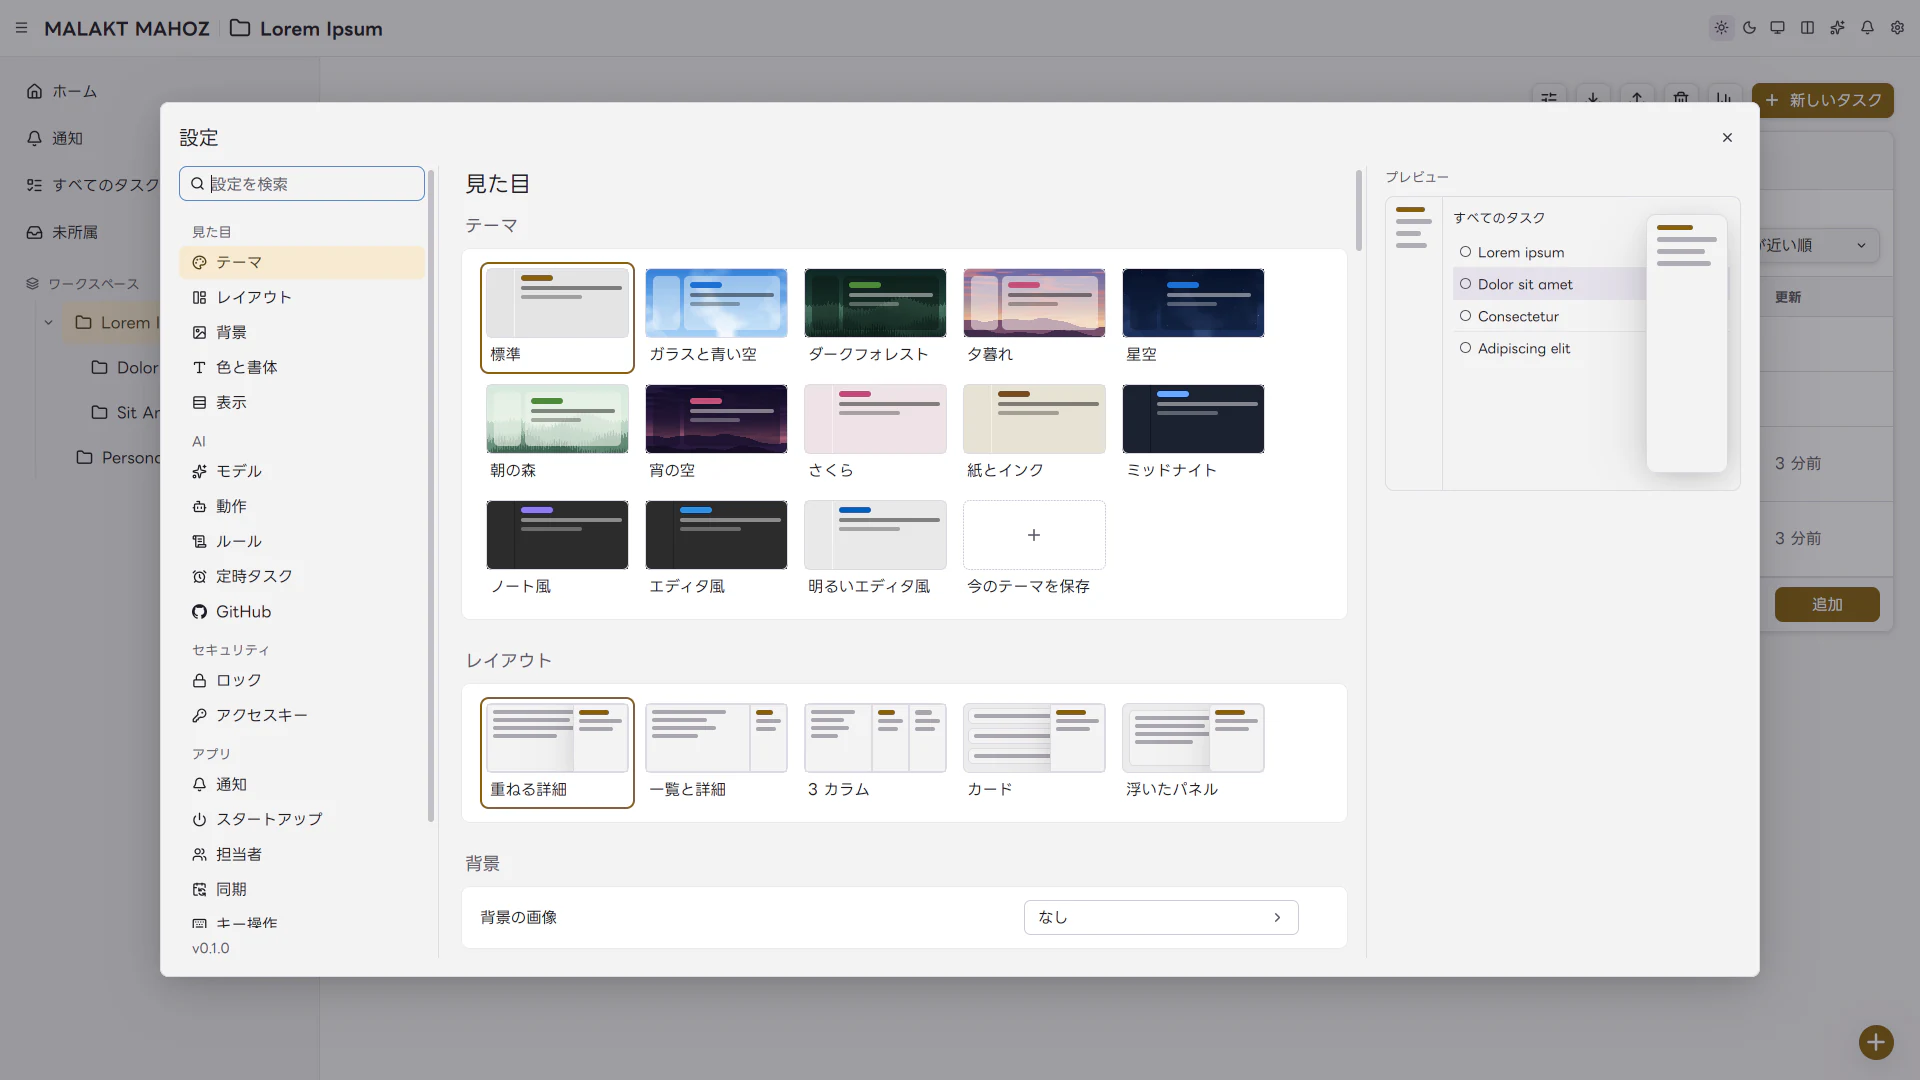 MALAKT MAHOZ
Lorem Ipsum
ホーム
通知
すべてのタスク
未所属
ワークスペース
Lorem I
Dolor
Sit Ar
Persona
新しいタスク
が近い順
更新
3 分前
3 分前
追加
設定
設定を検索
見た目
テーマ
レイアウト
背景
色と書体
表示
AI
モデル
動作
ルール
定時タスク
GitHub
セキュリティ
ロック
アクセスキー
アプリ
通知
スタートアップ
担当者
同期
キー操作
v0.1.0
見た目
テーマ
標準
ガラスと青い空
ダークフォレスト
夕暮れ
星空
朝の森
宵の空
さくら
紙とインク
ミッドナイト
ノート風
エディタ風
明るいエディタ風
今のテーマを保存
レイアウト
重ねる詳細
一覧と詳細
3 カラム
カード
浮いたパネル
背景
背景の画像
なし
プレビュー
すべてのタスク
Lorem ipsum
Dolor sit amet
Consectetur
Adipiscing elit